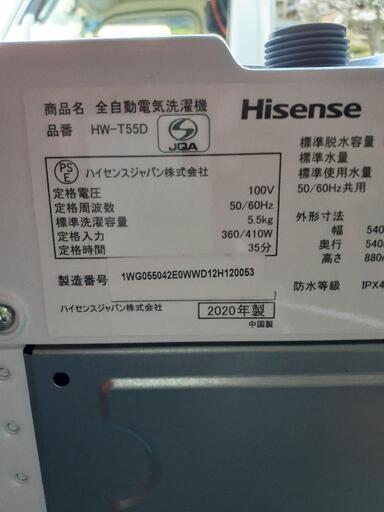 商品名 全自動電気洗濯機
Hisense
品番 HW-T55D
JQA
PS
E
ハイセンスジャパン株式会社
定格電圧 100V
定格周波数 50/60Hz
標準洗濯容量 5.5kg
定格入力 360/410W
定格時間 35分
製造番号 1WG055042E0WWD12H120053
ハイセンスジャパン株式会社
2020年製
中国製
標準脱水容量
標準水量
標準使用水量
50/60Hz共用
外形寸法
幅 540
奥行 540
高さ 880
防水等級 IPX4